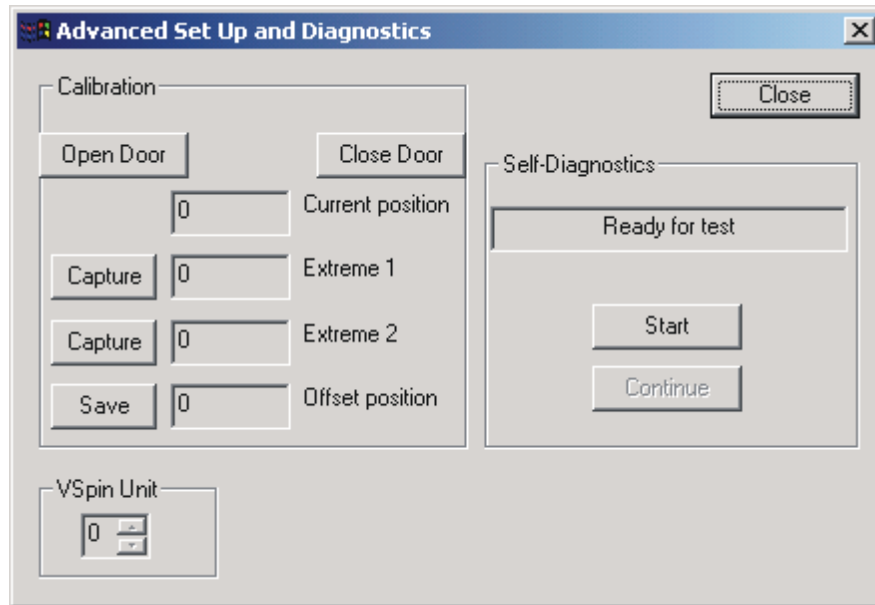 Advanced Set Up and Diagnostics
Calibration
Close
Open Door
Close Door
Self-Diagnostics
0
Current position
Ready for test
Capture
0
Extreme 1
Start
Capture
0
Extreme 2
Continue
Save
0
Offset position
VSpin Unit
0